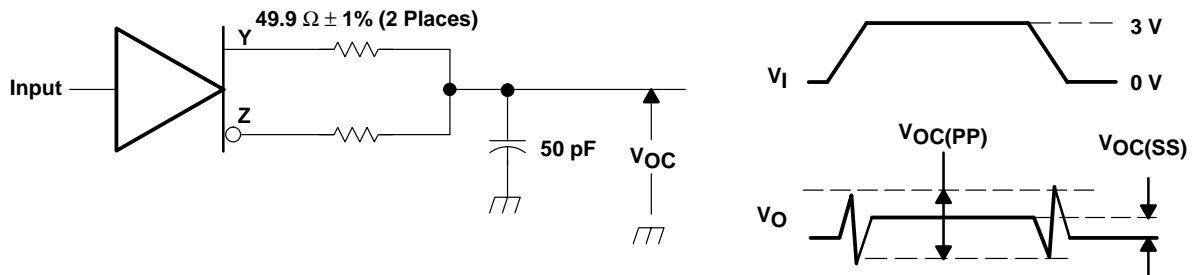 49.9 Ω ± 1% (2 Places)
Y
Input
Z
50 pF
VOC
VI
3 V
0 V
VOC(PP)
VOC(SS)
VO